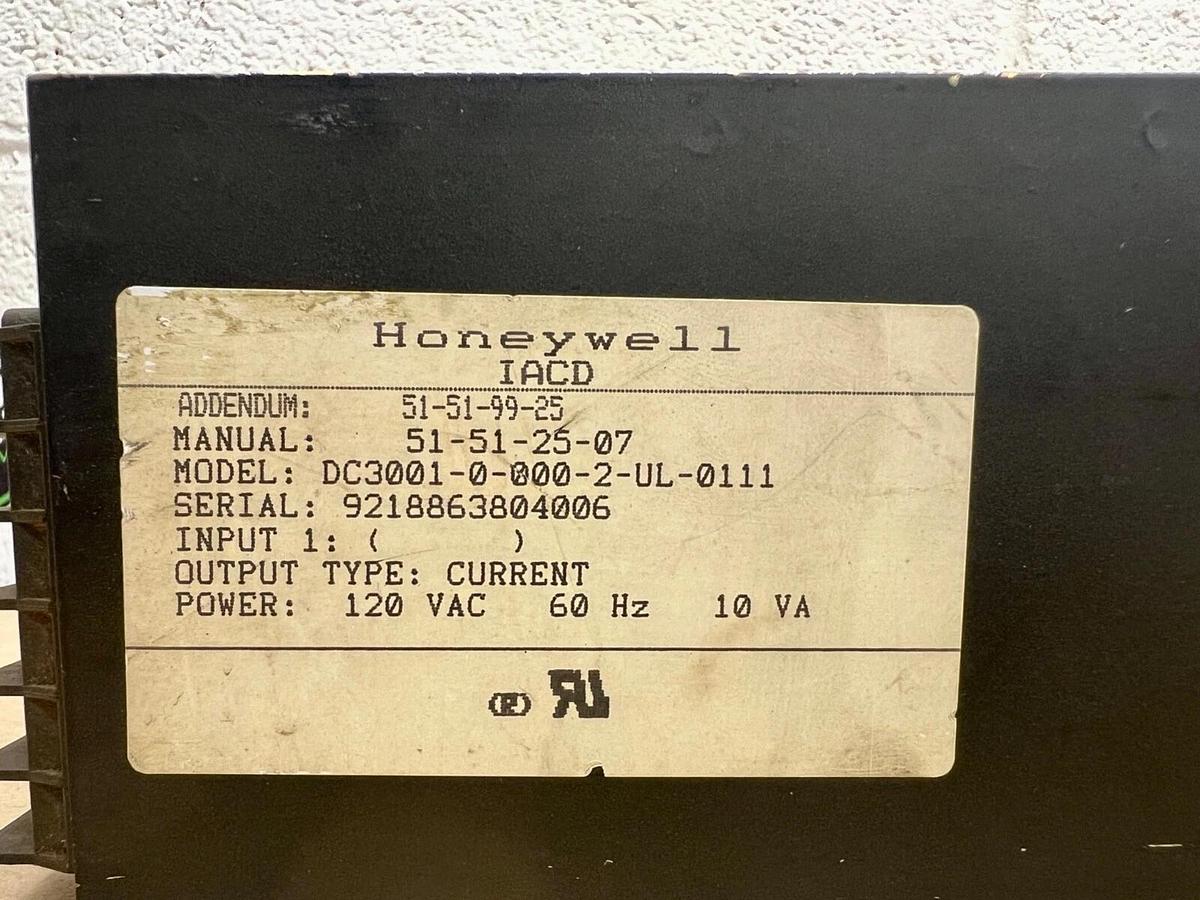 Honeywell
IACD
ADDENDUM: 51-51-99-25
MANUAL: 51-51-25-07
MODEL: DC3001-0-000-2-UL-0111
SERIAL: 9218863804006
INPUT 1: ( )
OUTPUT TYPE: CURRENT
POWER: 120 VAC 60 Hz 10 VA
(R) RU